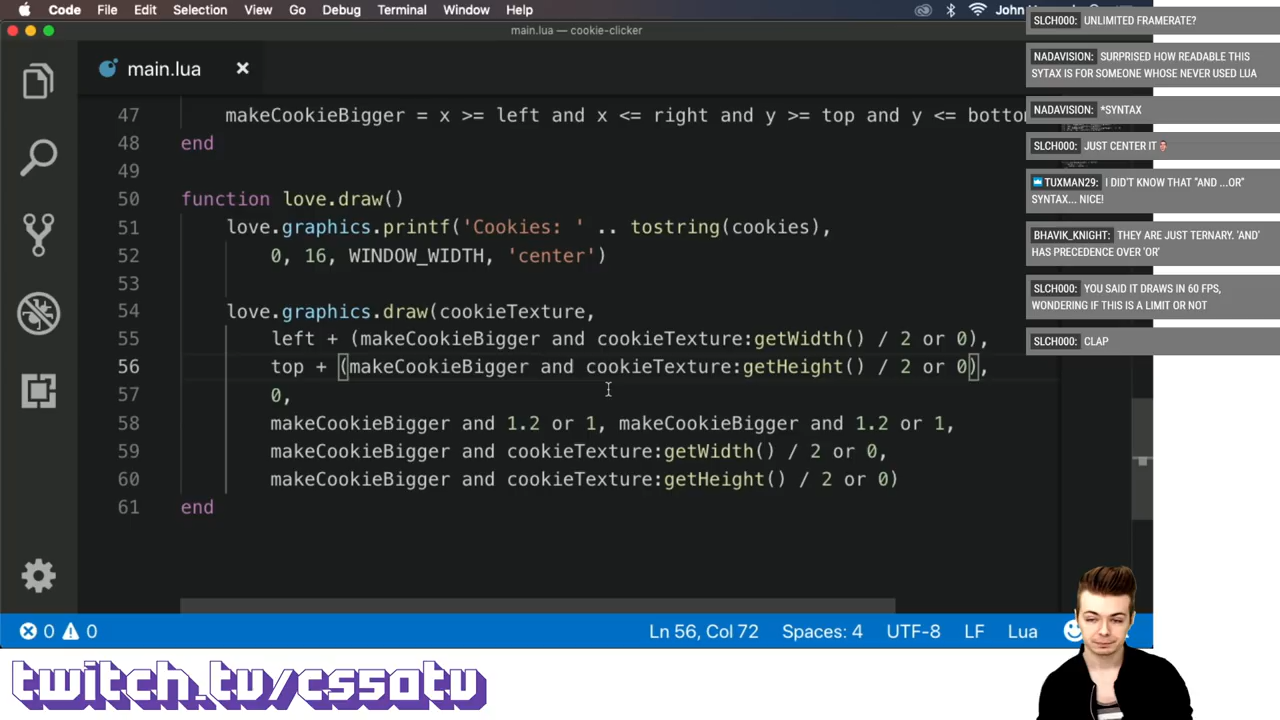 Code File Edit Selection View Go Debug Terminal Window Help
main.lua — cookie-clicker
main.lua
47 makeCookieBigger = x >= left and x <= right and y >= top and y <=
48 end
49
50 function love.draw()
51 love.graphics.printf('Cookies: ' .. tostring(cookies),
52 0, 16, WINDOW_WIDTH, 'center')
53
54 love.graphics.draw(cookieTexture,
55 left + (makeCookieBigger and cookieTexture:getWidth() / 2 or 0),
56 top + (makeCookieBigger and cookieTexture:getHeight() / 2 or 0),
57 0,
58 makeCookieBigger and 1.2 or 1, makeCookieBigger and 1.2 or 1,
59 makeCookieBigger and cookieTexture:getWidth() / 2 or 0,
60 makeCookieBigger and cookieTexture:getHeight() / 2 or 0)
61 end
0 0
Ln 56, Col 72 Spaces: 4 UTF-8 LF Lua
SLCH000: UNLIMITED FRAMERATE?
NADAVISION: SURPRISED HOW READABLE THIS
SYTAX IS FOR SOMEONE WHOSE NEVER USED LUA
NADAVISION: *SYNTAX
SLCH000: JUST CENTER IT
TUXMAN29: I DIDT'T KNOW THAT "AND ...OR"
SYNTAX... NICE!
BHAVIK_KNIGHT: THEY ARE JUST TERNARY. 'AND'
HAS PRECEDENCE OVER 'OR'
SLCH000: YOU SAID IT DRAWS IN 60 FPS,
WONDERING IF THIS IS A LIMIT OR NOT
SLCH000: CLAP
twitch.tv/cs50tv